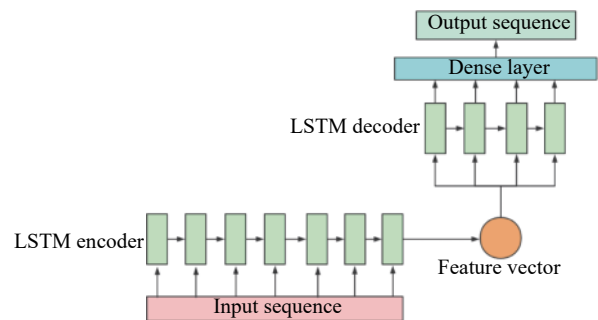 Output sequence
Dense layer
LSTM decoder
LSTM encoder
Feature vector
Input sequence